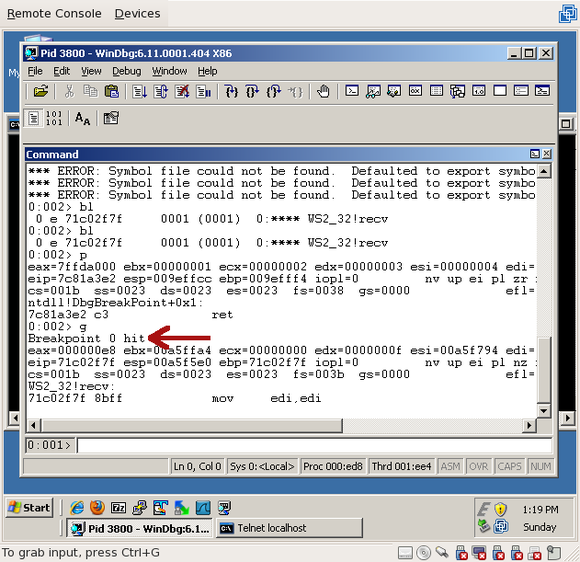 Remote Console Devices
My
Pid 3800 - WinDbg:6.11.0001.404 X86
File Edit View Debug Window Help
101
101
AA
Command
*** ERROR: Symbol file could not be found.  Defaulted to export symbo
*** ERROR: Symbol file could not be found.  Defaulted to export symbo
*** ERROR: Symbol file could not be found.  Defaulted to export symbo
0:002> bl
0 e 71c02f7f     0001 (0001)  0:**** WS2_32!recv
0:002> bl
0 e 71c02f7f     0001 (0001)  0:**** WS2_32!recv
0:002> p
eax=7ffda000 ebx=00000001 ecx=00000002 edx=00000003 esi=00000004 edi=
eip=7c81a3e2 esp=009effcc ebp=009efff4 iopl=0         nv up ei pl zr
cs=001b  ss=0023  ds=0023  es=0023  fs=0038  gs=0000             efl=
ntdll!DbgBreakPoint+0x1:
7c81a3e2 c3              ret
0:002> g
Breakpoint 0 hit
eax=000000e8 ebx=00a5ffa4 ecx=00000000 edx=0000000f esi=00a5f794 edi=
eip=71c02f7f esp=00a5f5e0 ebp=71c02f7f iopl=0         nv up ei pl nz
cs=001b  ss=0023  ds=0023  es=0023  fs=003b  gs=0000             efl=
WS2_32!recv:
71c02f7f 8bff            mov     edi,edi
0:001>
Ln 0, Col 0 Sys 0:<Local> Proc 000:ed8 Thrd 001:ee4 ASM OVR CAPS NUM
Start
1:19 PM
Pid 3800 - WinDbg:6.1... Telnet localhost
Sunday
To grab input, press Ctrl+G